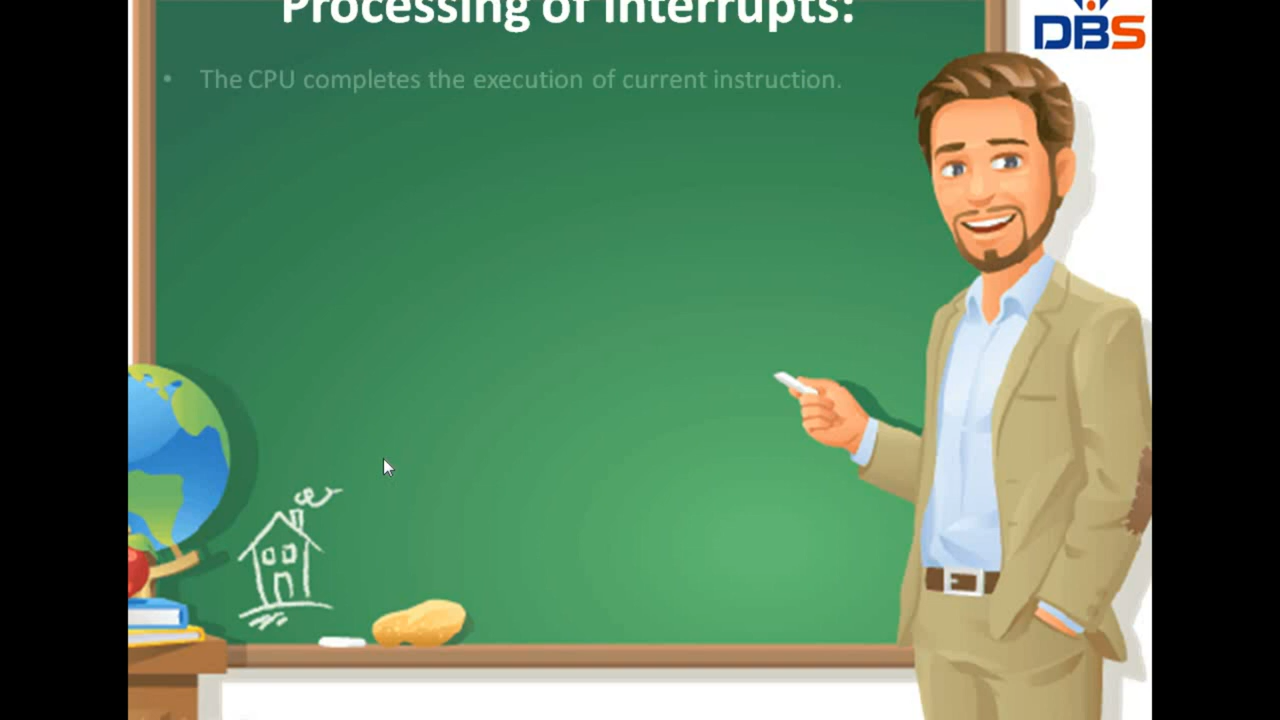 Processing of Interrupts:
DBS
• The CPU completes the execution of current instruction.